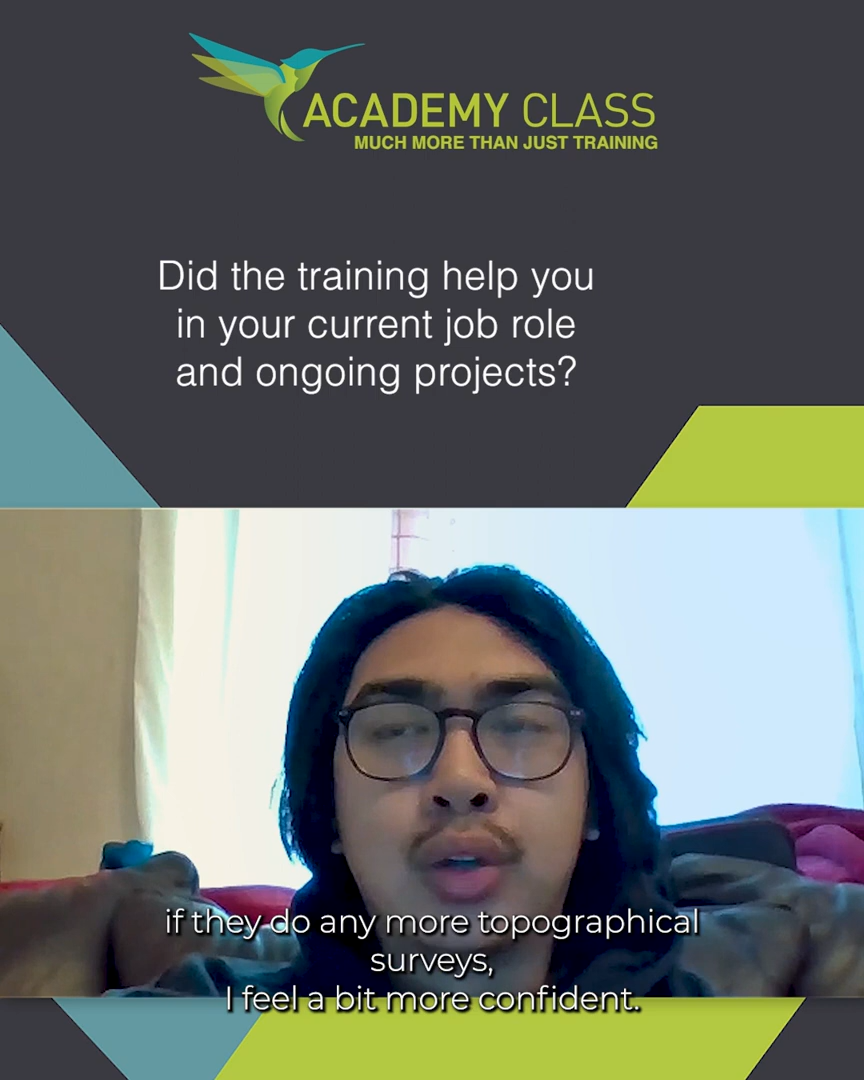 ACADEMY CLASS
MUCH MORE THAN JUST TRAINING
Did the training help you
in your current job role
and ongoing projects?
if they do any more topographical
surveys,
I feel a bit more confident.